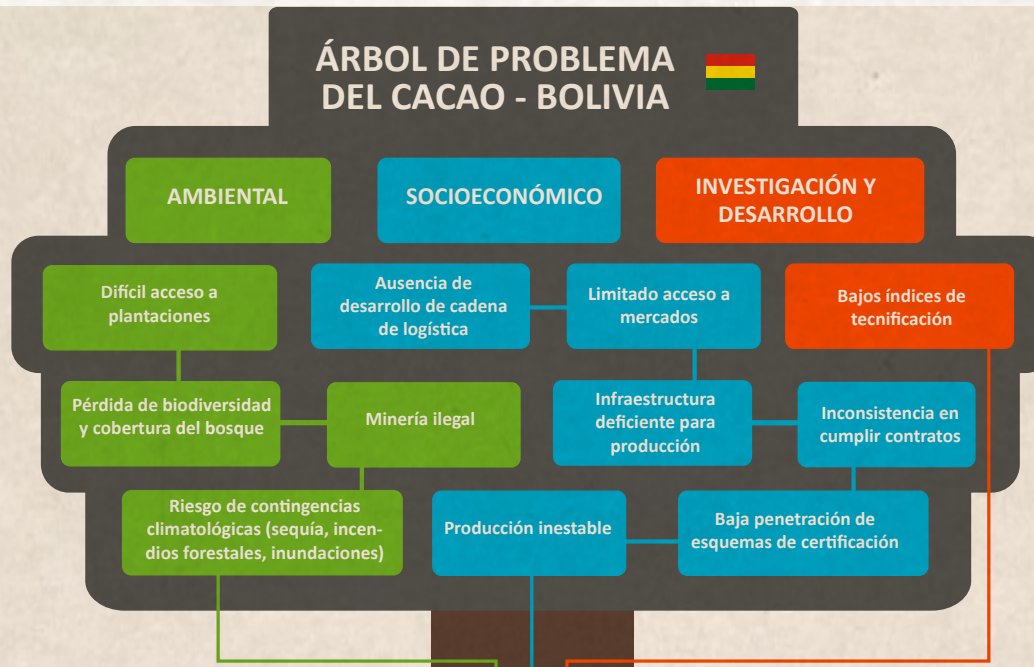 ÁRBOL DE PROBLEMA
DEL CACAO - BOLIVIA
AMBIENTAL
SOCIOECONÓMICO
INVESTIGACIÓN Y
DESARROLLO
Difícil acceso a
plantaciones
Ausencia de
desarrollo de cadena
de logística
Limitado acceso a
mercados
Bajos índices de
tecnificación
Pérdida de biodiversidad
y cobertura del bosque
Minería ilegal
Infraestructura
deficiente para
producción
Inconsistencia en
cumplir contratos
Riesgo de contingencias
climatológicas (sequía, incen-
dios forestales, inundaciones)
Producción inestable
Baja penetración de
esquemas de certificación